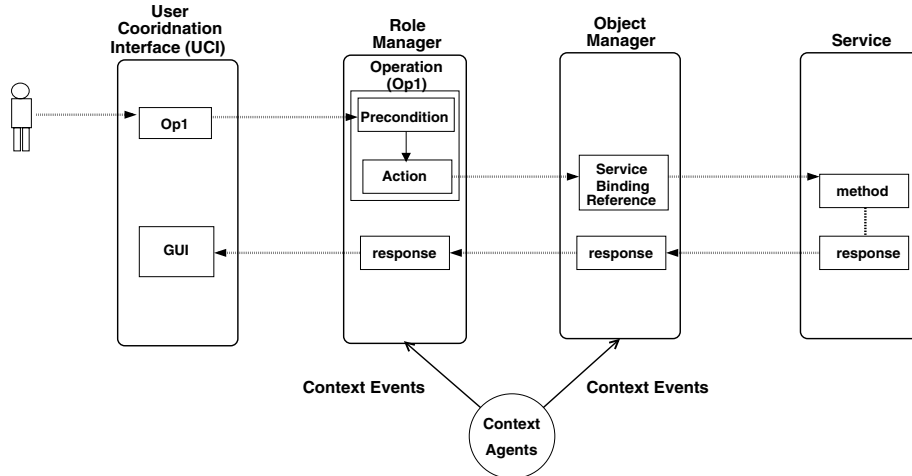 User
Cooridnation
Interface (UCI)
Role
Manager
Object
Manager
Service
Operation
(Op1)
Op1
Precondition
Action
Service
Binding
Reference
method
GUI
response
response
response
Context Events
Context Events
Context
Agents